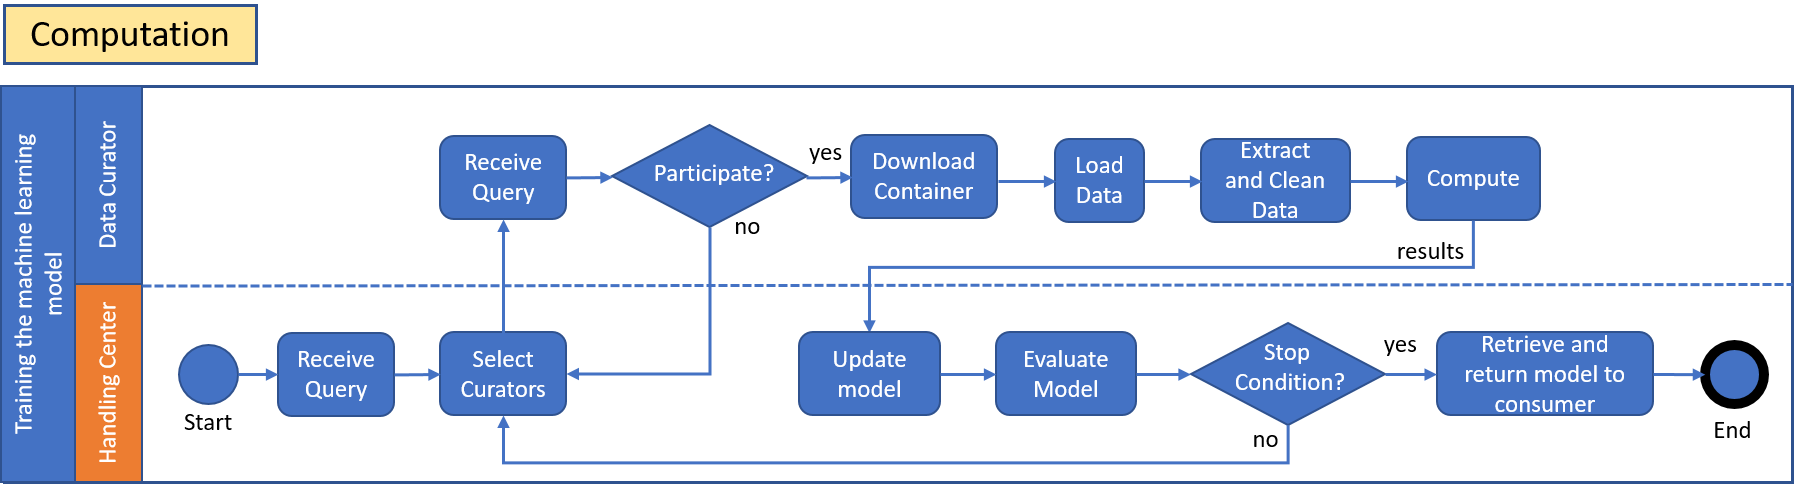 Computation
Training the machine learning
model
Data Curator
Handling Center
Receive
Query
Participate?
yes
no
Download
Container
Load
Data
Extract
and Clean
Data
Compute
results
Start
Receive
Query
Select
Curators
Update
model
Evaluate
Model
Stop
Condition?
yes
no
Retrieve and
return model to
consumer
End